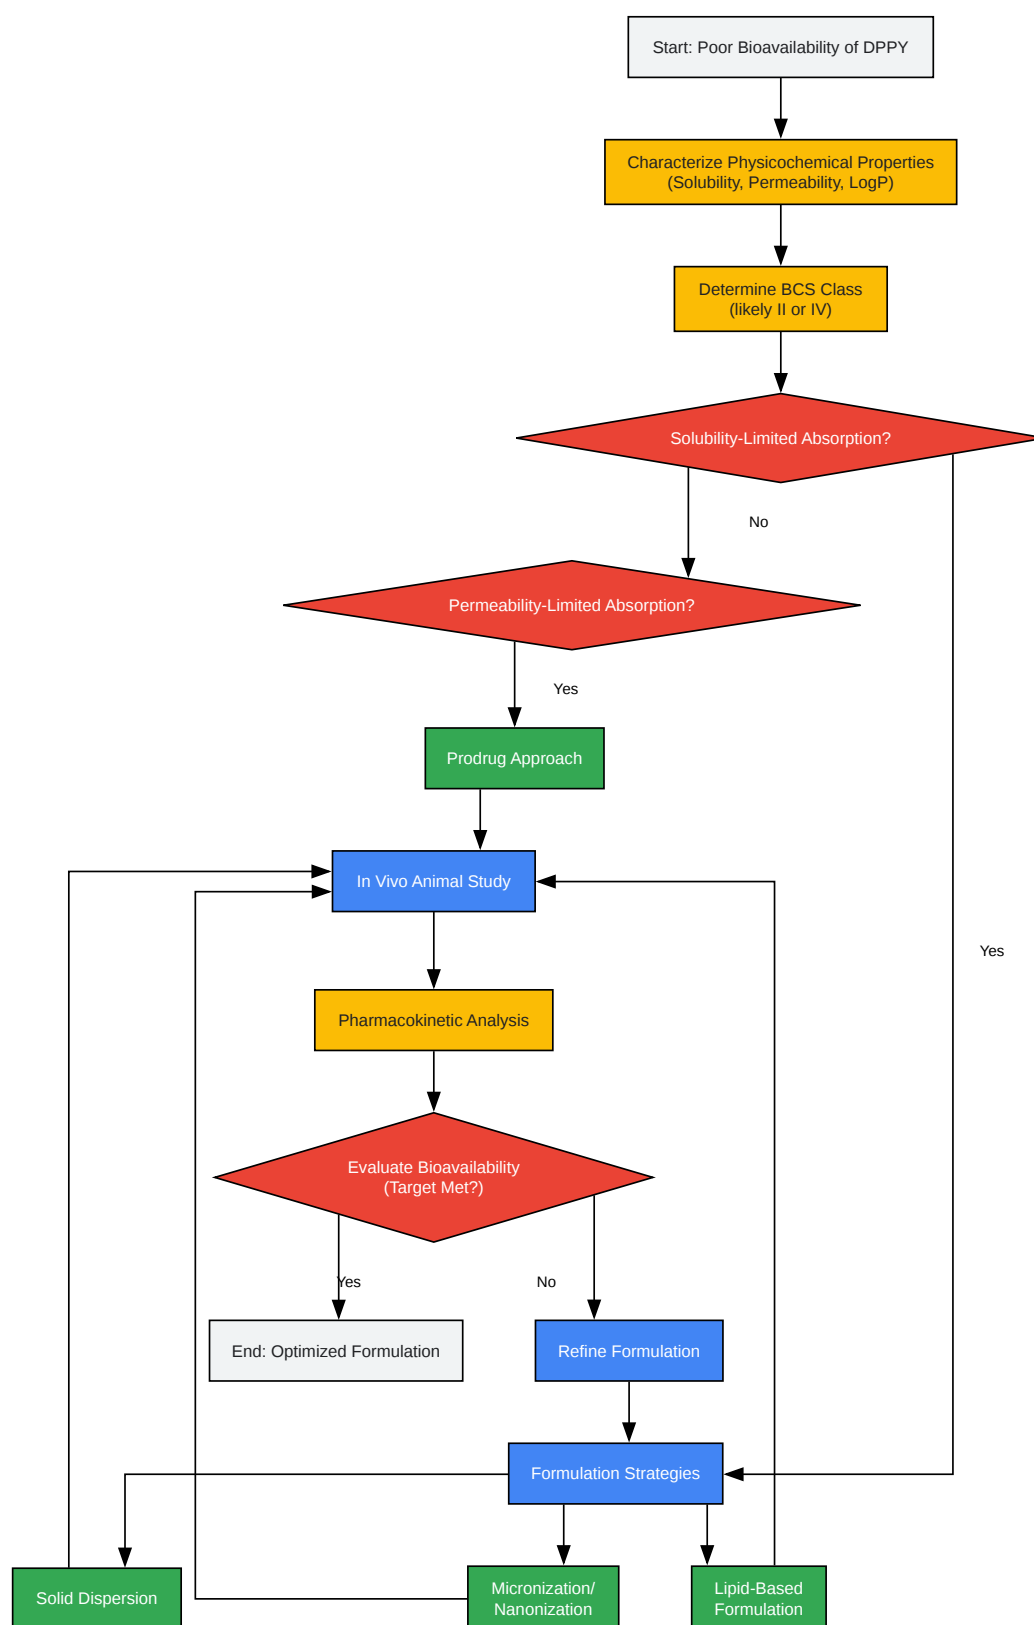 Start: Poor Bioavailability of DPPY
Characterize Physicochemical Properties
(Solubility, Permeability, LogP)
Determine BCS Class
(likely II or IV)
Solubility-Limited Absorption?
No
Permeability-Limited Absorption?
Yes
Prodrug Approach
In Vivo Animal Study
Yes
Pharmacokinetic Analysis
Evaluate Bioavailability
(Target Met?)
Yes
No
End: Optimized Formulation
Refine Formulation
Formulation Strategies
Solid Dispersion
Micronization/
Nanonization
Lipid-Based
Formulation